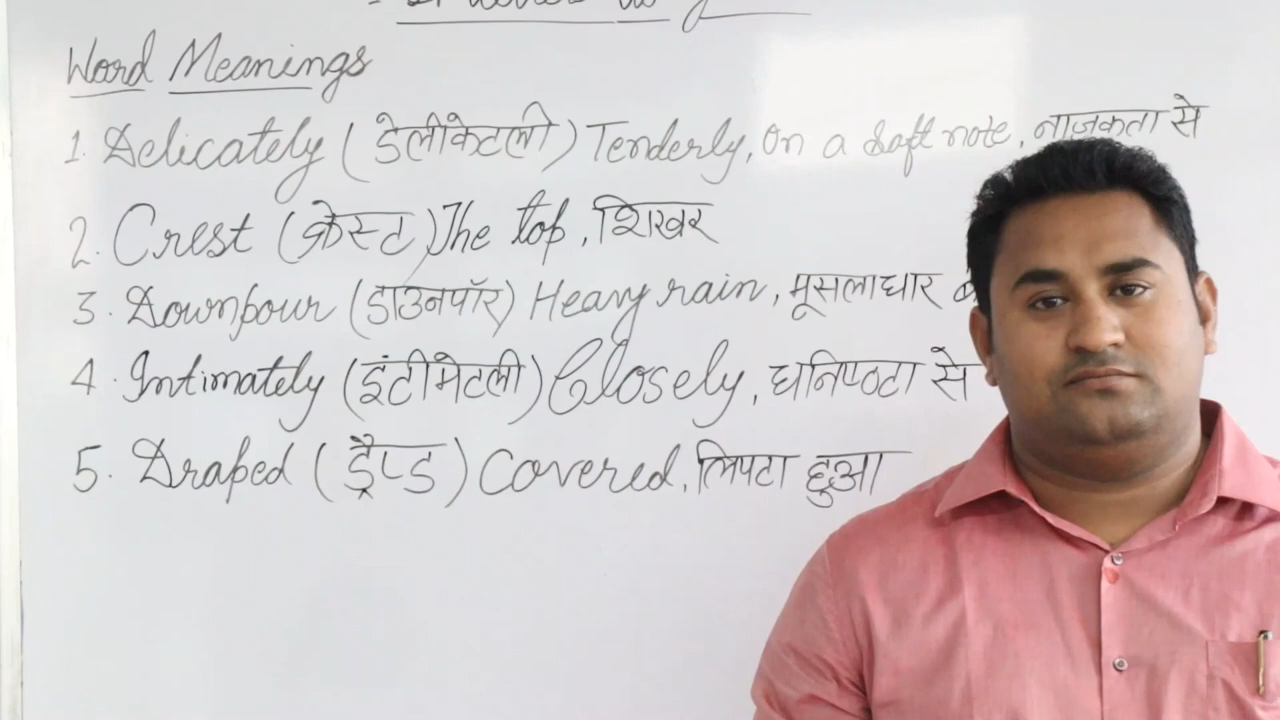 Word Meanings
1. Delicately (डेलीकेटली) Tenderly, on a soft note, नाज़ुकता से
2. Crest (क्रेस्ट) The top, शिखर
3. Downpour (डाउनपॉर) Heavy rain, मूसलाधार
4. Intimately (इंटीमेटली) Closely, घनिष्ठता से
5. Draped (ड्रैप्ड) Covered, लिपटा हुआ